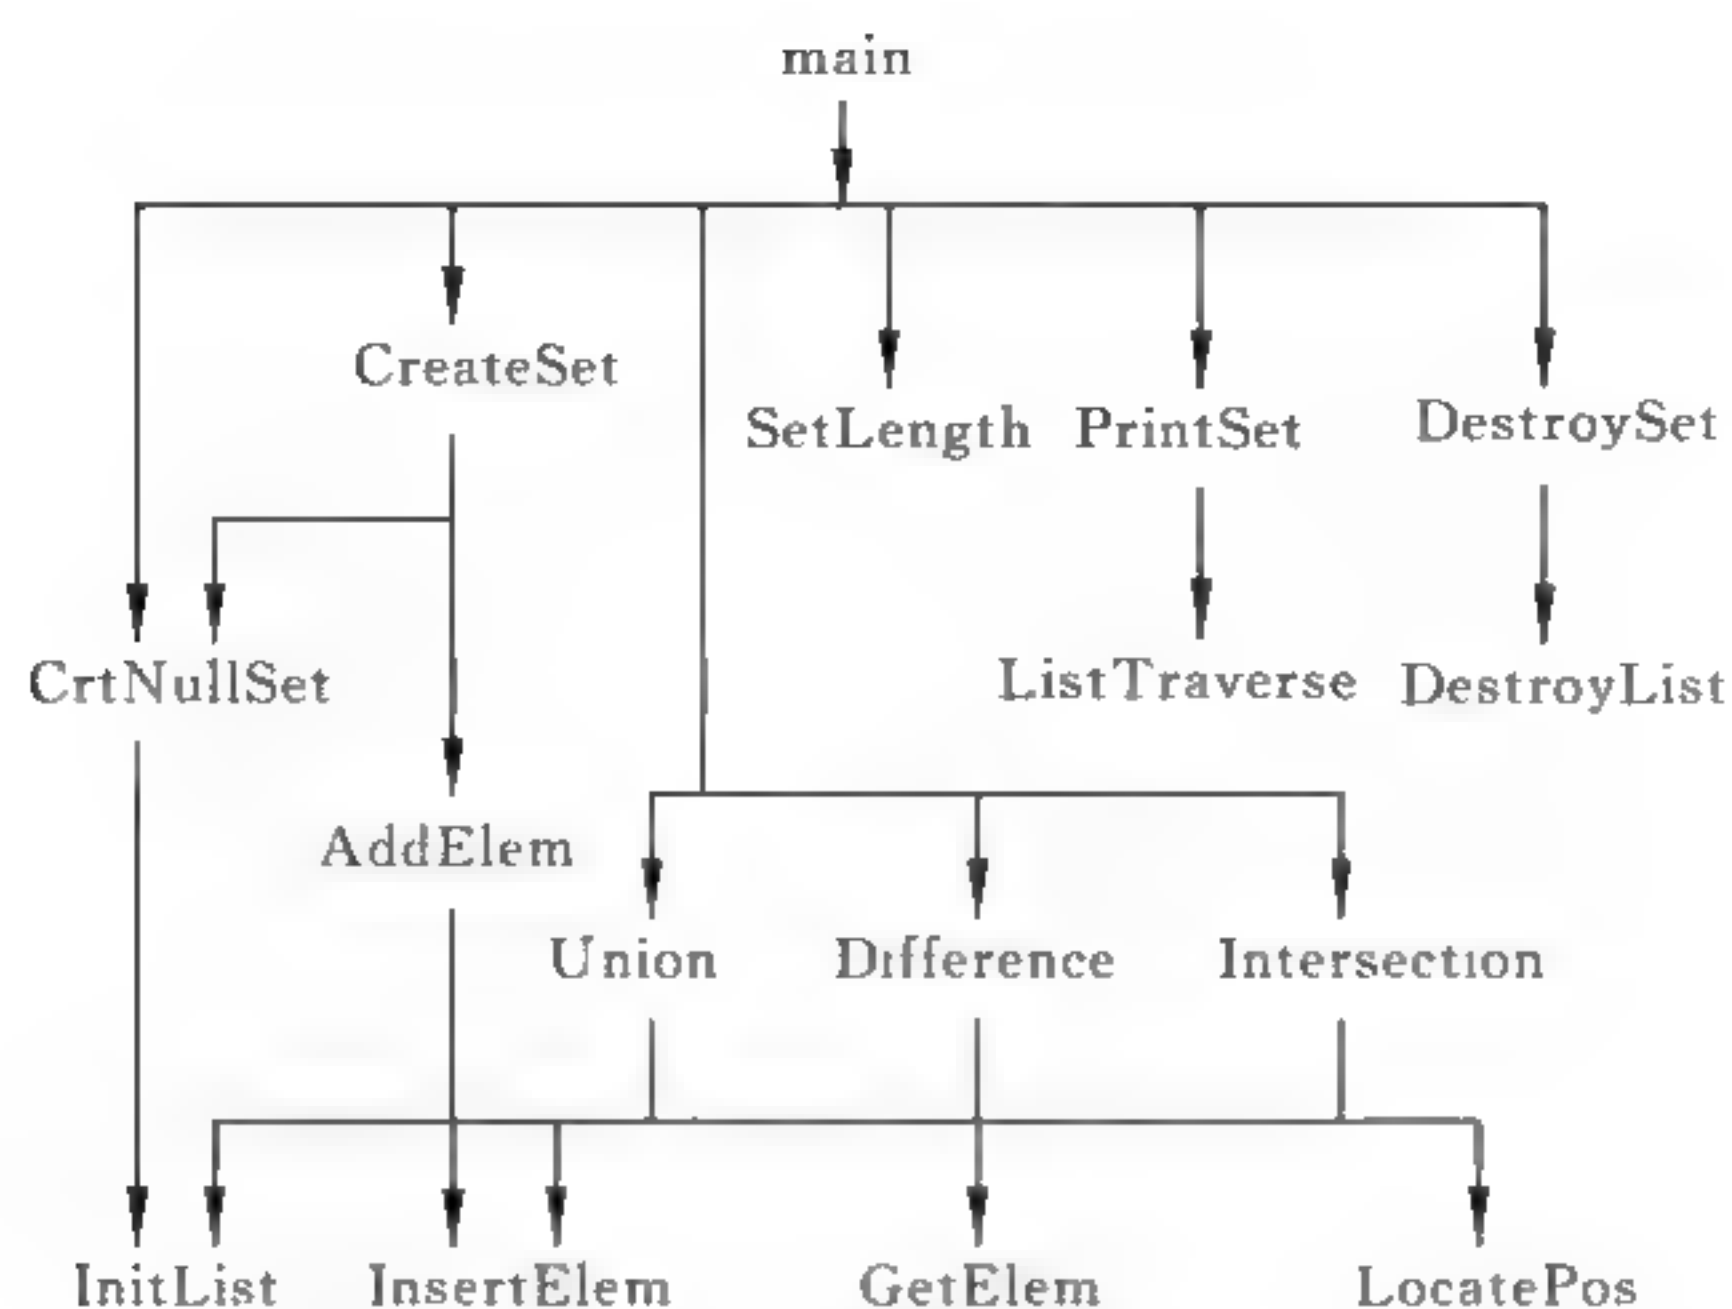 main
CreateSet
SetLength
PrintSet
DestroySet
CrtNullSet
ListTraverse
DestroyList
AddElem
Union
Difference
Intersection
InitList
InsertElem
GetElem
LocatePos